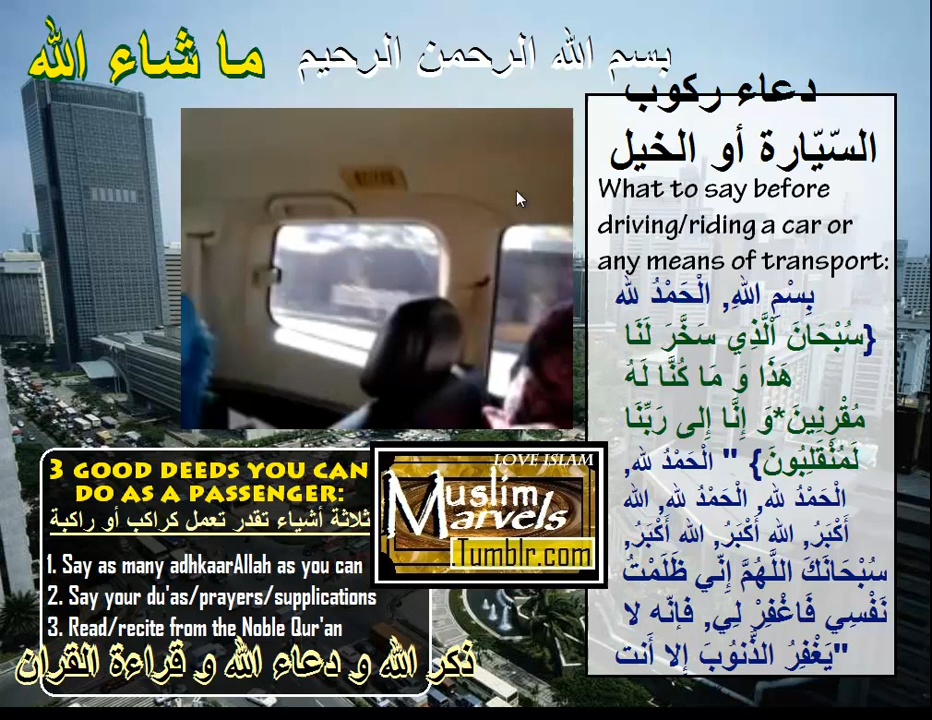 ما شاء الله
بسم الله الرحمن الرحيم
دعاء ركوب
السّيّارة أو الخيل
What to say before
driving/riding a car or
any means of transport:
بِسْمِ اللهِ, الْحَمْدُ لله
{سُبْحَانَ الَّذِي سَخَّرَ لَنَا
هَذَا وَ مَا كُنَّا لَهُ
مُقْرِنِينَ*وَ إِنَّا إِلى رَبِّنَا
لَمُنْقَلِبُونَ} " الْحَمْدُ لله,
الْحَمْدُ لله, الْحَمْدُ لله, الله
أَكْبَرُ, الله أَكْبَرُ, الله أَكْبَرُ,
سُبْحَانَكَ اللَّهُمَّ إِنِّي ظَلَمْتُ
نَفْسِي فَاغْفِرْ لِي, فَإِنَّه لا
يَغْفِرُ الذُّنوُبَ إلا أَنت"
3 GOOD DEEDS YOU CAN
DO AS A PASSENGER:
ثلاثة أشياء تقدر تعمل كراكب أو راكبة
1. Say as many adhkaarAllah as you can
2. Say your du'as/prayers/supplications
3. Read/recite from the Noble Qur'an
ذكر الله و دعاء الله و قراءة القران
LOVE ISLAM
Muslim
Marvels
.Tumblr.com